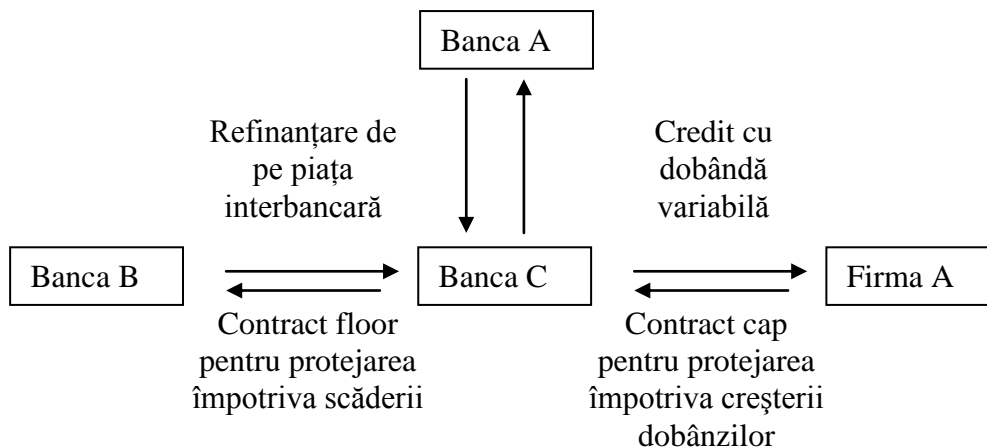 Banca A
Refinanțare de
pe piața
interbancară
Credit cu
dobândă
variabilă
Banca B
Banca C
Firma A
Contract floor
pentru protejarea
împotriva scăderii
Contract cap
pentru protejarea
împotriva creşterii
dobânzilor